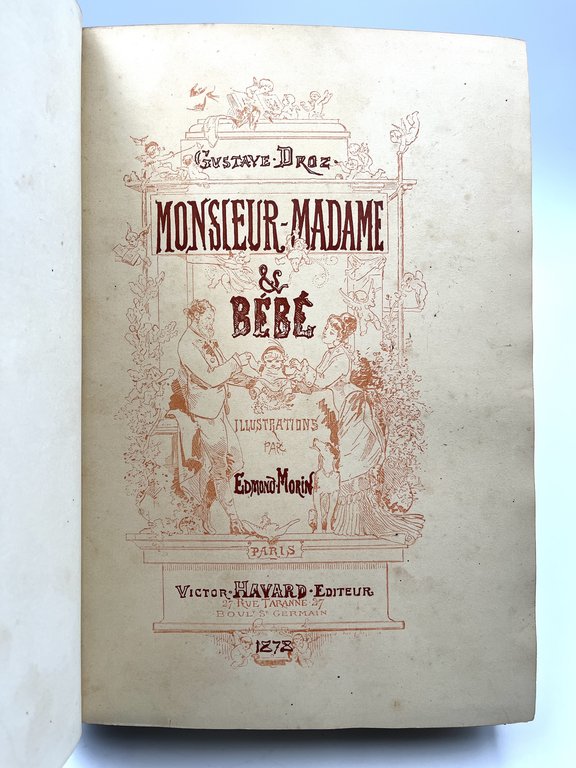 GUSTAVE · DROZ ·
MONSIEUR-MADAME
&
BÉBÉ
ILLUSTRATIONS
PAR
EDMOND · MORIN
PARIS
VICTOR · HAVARD · EDITEUR
27 RUE TARANNE · 27
BOUL.T ST GERMAIN
1878